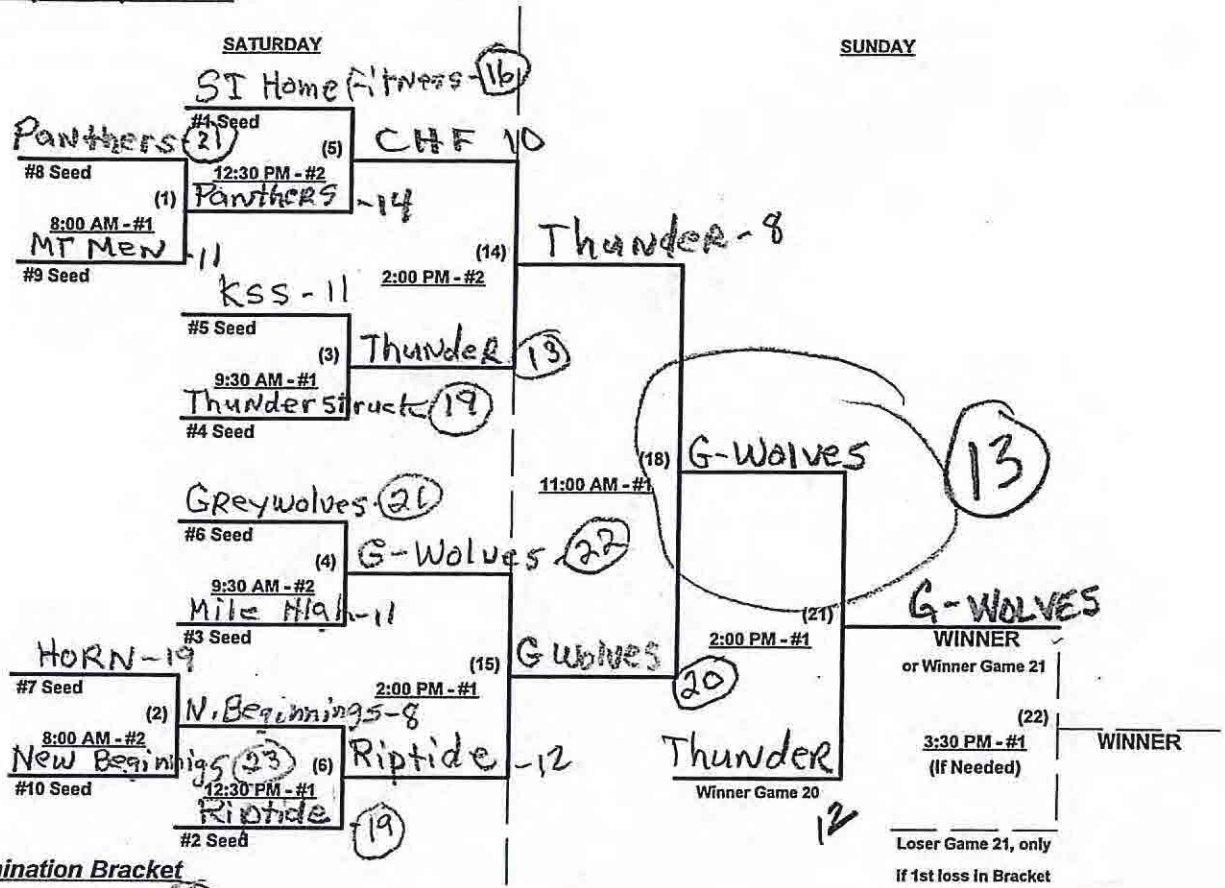 SATURDAY
SUNDAY
ST Home Fitness - 16
#1 Seed
Panthers 21
#8 Seed
(5)
CHF 10
12:30 PM - #2
(1)
Panthers - 14
8:00 AM - #1
MT MEN - 11
#9 Seed
(14)
Thunder - 8
2:00 PM - #2
KSS - 11
#5 Seed
(3)
Thunder 13
9:30 AM - #1
Thunderstruck 19
#4 Seed
(18)
G-Wolves
13
11:00 AM - #1
Greywolves - 21
#6 Seed
(4)
G-Wolves - 22
9:30 AM - #2
Mile High - 11
#3 Seed
(21)
G-WOLVES
2:00 PM - #1
WINNER
or Winner Game 21
HORN - 19
#7 Seed
(15)
G Wolves
20
2:00 PM - #1
(2)
N. Beginnings - 8
8:00 AM - #2
New Beginnigs 23
#10 Seed
(6)
Riptide - 12
12:30 PM - #1
Riptide 19
#2 Seed
Thunder
Winner Game 20
12
(22)
3:30 PM - #1
(If Needed)
WINNER
Loser Game 21, only
if 1st loss in Bracket
mination Bracket